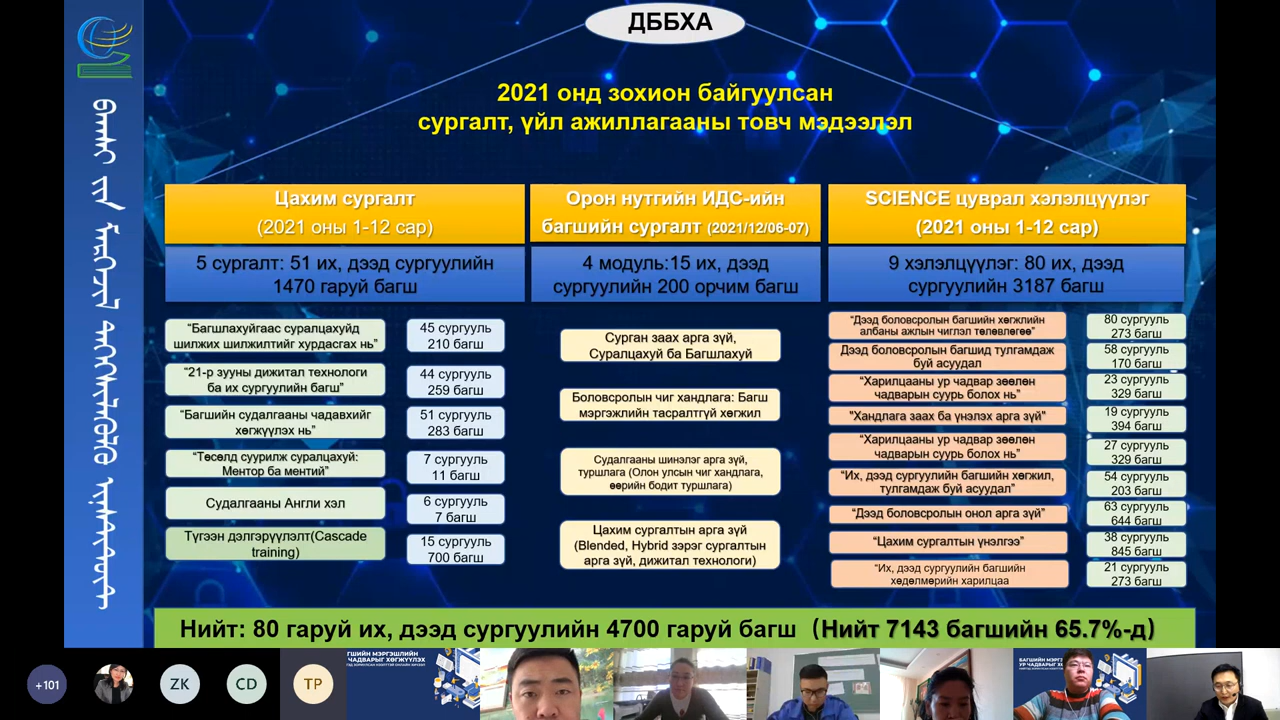 ДББХА
2021 онд зохион байгуулсан
сургалт, үйл ажиллагааны товч мэдээлэл
Цахим сургалт
(2021 оны 1-12 сар)
5 сургалт: 51 их, дээд сургуулийн
1470 гаруй багш
“Багшлахуйгаас суралцахуйд
шилжих шилжилтийг хурдасгах нь”
45 сургууль
210 багш
“21-р зууны дижитал технологи
ба их сургуулийн багш”
44 сургууль
259 багш
“Багшийн судалгааны чадавхийг
хөгжүүлэх нь”
51 сургууль
283 багш
“Төсөлд суурилж суралцахуй:
Ментор ба ментий”
7 сургууль
11 багш
Судалгааны Англи хэл
6 сургууль
7 багш
Түгээн дэлгэрүүлэлт(Cascade
training)
15 сургууль
700 багш
Орон нутгийн ИДС-ийн
багшийн сургалт (2021/12/06-07)
4 модуль:15 их, дээд
сургуулийн 200 орчим багш
Сурган заах арга зүй,
Суралцахуй ба Багшлахуй
Боловсролын чиг хандлага: Багш
мэргэжлийн тасралтгүй хөгжил
Судалгааны шинэлэг арга зүй,
туршлага (Олон улсын чиг хандлага,
өөрийн бодит туршлага)
Цахим сургалтын арга зүй
(Blended, Hybrid зэрэг сургалтын
арга зүй, дижитал технологи)
SCIENCE цуврал хэлэлцүүлэг
(2021 оны 1-12 сар)
9 хэлэлцүүлэг: 80 их, дээд
сургуулийн 3187 багш
“Дээд боловсролын багшийн хөгжлийн
албаны ажлын чиглэл төлөвлөгөө”
80 сургууль
273 багш
Дээд боловсролын багшид тулгамдаж
буй асуудал
58 сургууль
170 багш
“Харилцааны ур чадвар зөөлөн
чадварын суурь болох нь”
23 сургууль
329 багш
“Хандлага заах ба үнэлэх арга зүй”
19 сургууль
394 багш
“Харилцааны ур чадвар зөөлөн
чадварын суурь болох нь”
27 сургууль
329 багш
“Их, дээд сургуулийн багшийн хөгжил,
тулгамдаж буй асуудал”
54 сургууль
203 багш
“Дээд боловсролын онол арга зүй”
63 сургууль
644 багш
“Цахим сургалтын үнэлгээ”
38 сургууль
845 багш
“Их, дээд сургуулийн багшийн
хөдөлмөрийн харилцаа
21 сургууль
273 багш
Нийт: 80 гаруй их, дээд сургуулийн 4700 гаруй багш (Нийт 7143 багшийн 65.7%-д)
+101
ZK
CD
TP
ГШИЙН МЭРГЭШЛИЙН
ЧАДВАРЫГ ХӨГЖҮҮЛЭХ
БАГШИЙН МЭРГ
УР ЧАДВАРЫГ ХӨ